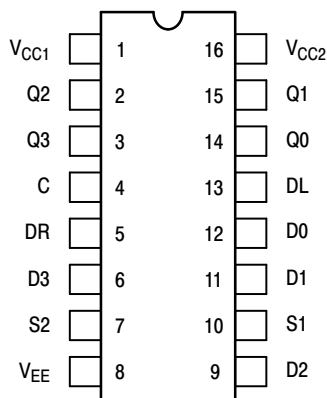 VCC1 1 16 VCC2
Q2 2 15 Q1
Q3 3 14 Q0
C 4 13 DL
DR 5 12 D0
D3 6 11 D1
S2 7 10 S1
VEE 8 9 D2